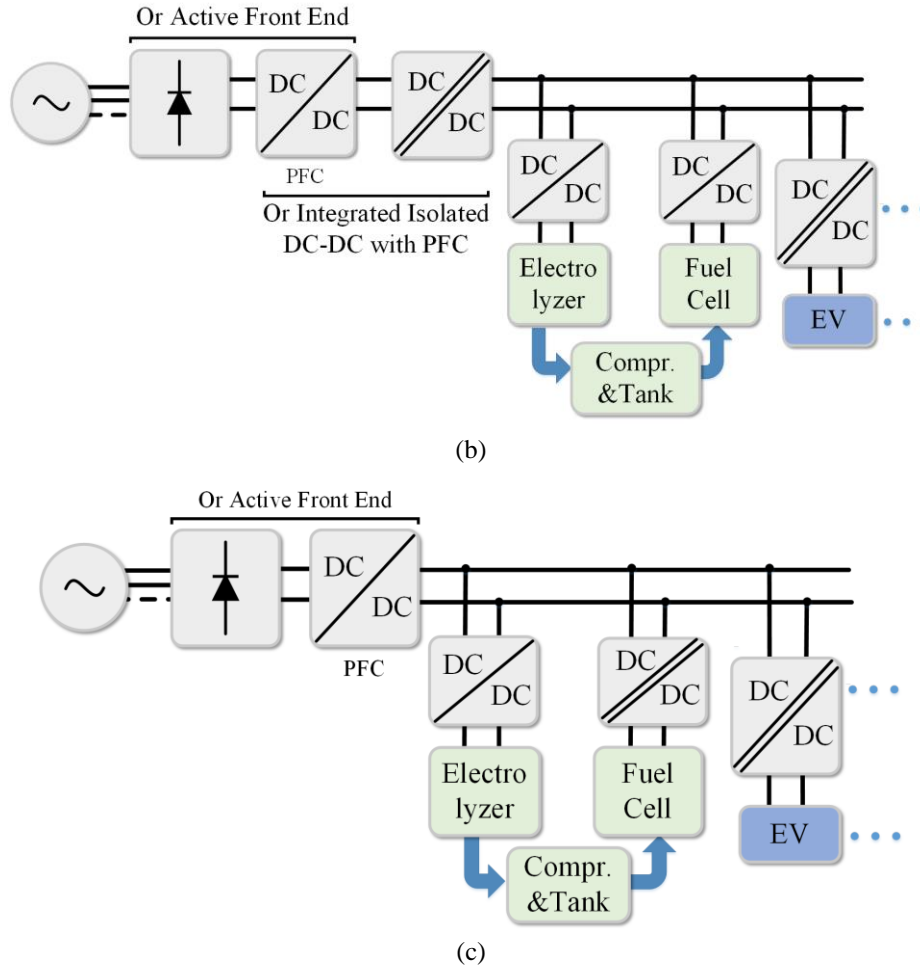 Or Active Front End
DC
DC
PFC
DC
DC
Or Integrated Isolated
DC-DC with PFC
DC
DC
Electro
lyzer
DC
DC
Fuel
Cell
DC
DC
EV
Compr.
&Tank
(b)
Or Active Front End
DC
DC
PFC
DC
DC
Electro
lyzer
DC
DC
Fuel
Cell
DC
DC
EV
Compr.
&Tank
(c)